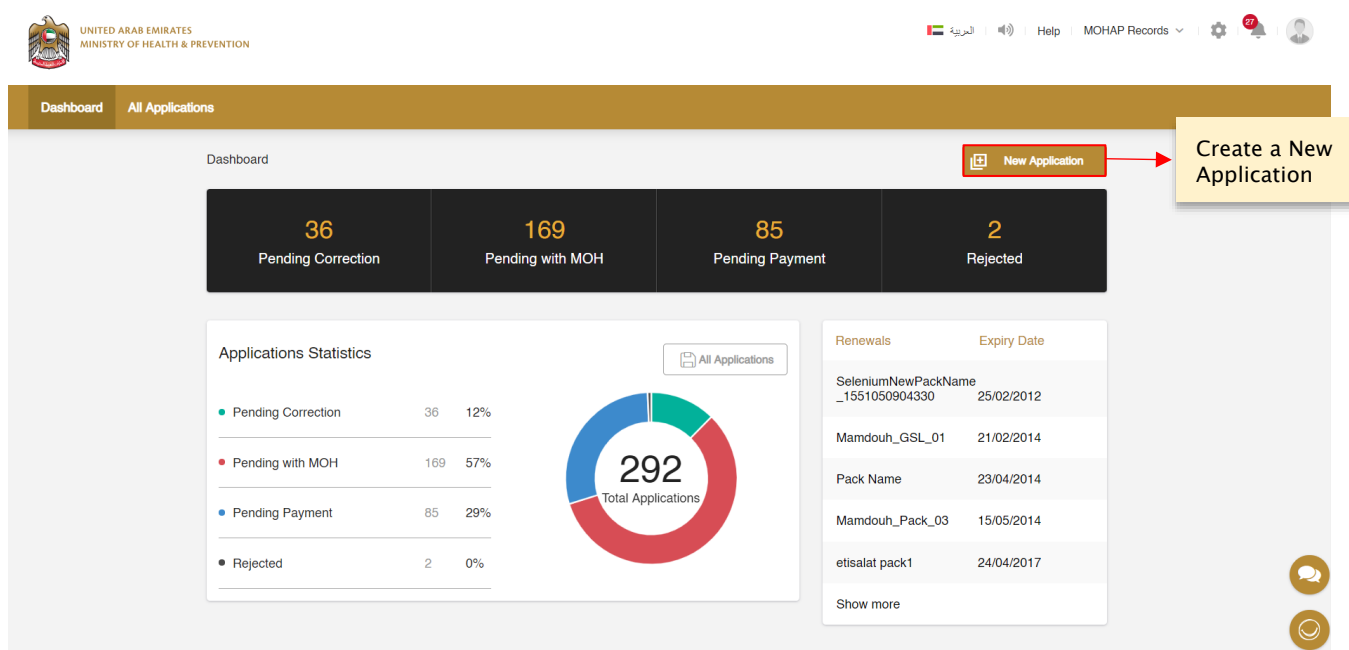 UNITED ARAB EMIRATES
MINISTRY OF HEALTH & PREVENTION
العربية
Help
MOHAP Records
27
Dashboard
All Applications
Dashboard
New Application
Create a New
Application
36
Pending Correction
169
Pending with MOH
85
Pending Payment
2
Rejected
Applications Statistics
All Applications
Pending Correction 36 12%
Pending with MOH 169 57%
Pending Payment 85 29%
Rejected 2 0%
292
Total Applications
Renewals Expiry Date
SeleniumNewPackName
_1551050904330 25/02/2012
Mamdouh_GSL_01 21/02/2014
Pack Name 23/04/2014
Mamdouh_Pack_03 15/05/2014
etisalat pack1 24/04/2017
Show more